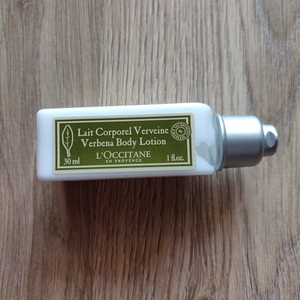 Lait Corporel Verveine
Verbena Body Lotion
L'OCCITANE
EN PROVENCE
30 ml
1 fl.oz.